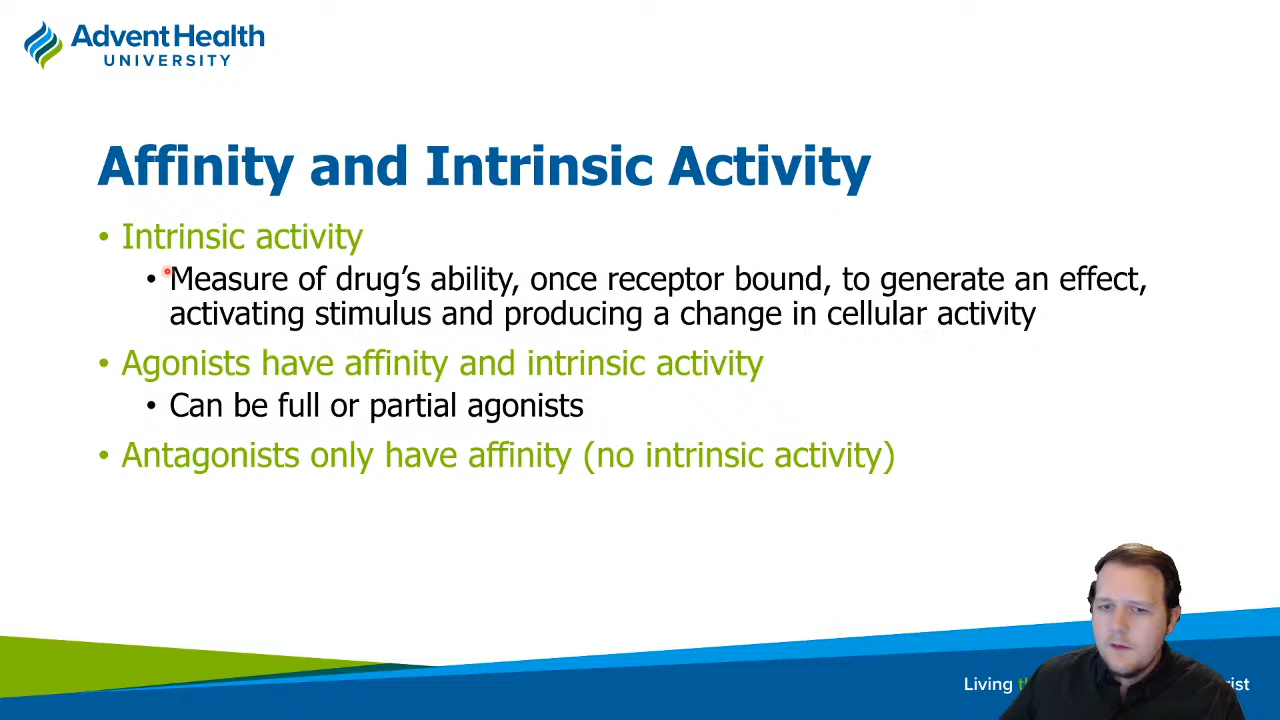 AdventHealth
UNIVERSITY
Affinity and Intrinsic Activity
• Intrinsic activity
• Measure of drug’s ability, once receptor bound, to generate an effect,
activating stimulus and producing a change in cellular activity
• Agonists have affinity and intrinsic activity
• Can be full or partial agonists
• Antagonists only have affinity (no intrinsic activity)
Living